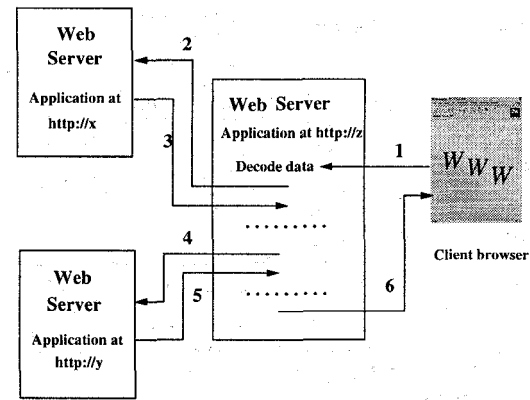 Web
Server
Application at
http://x
2
3
Web Server
Application at http://z
Decode data
..........
..........
1
W W W
Client browser
6
4
5
Web
Server
Application at
http://y